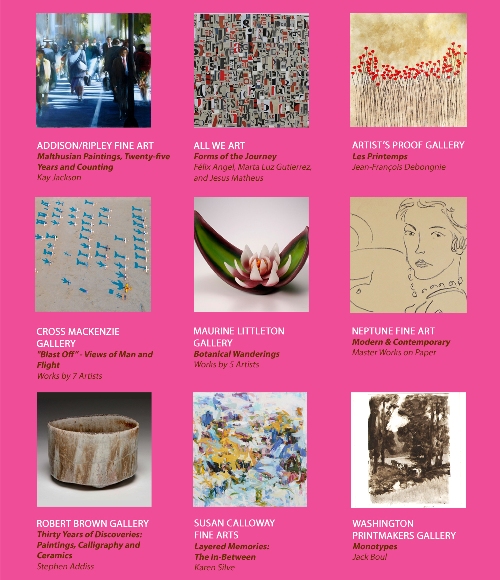 ADDISON/RIPLEY FINE ART
Malthusian Paintings, Twenty-five
Years and Counting
Kay Jackson
ALL WE ART
Forms of the Journey
Félix Ángel, Marta Luz Gutierrez,
and Jesus Matheus
ARTIST'S PROOF GALLERY
Les Printemps
Jean-François Debongnie
CROSS MACKENZIE
GALLERY
"Blast Off" - Views of Man and
Flight
Works by 7 Artists
MAURINE LITTLETON
GALLERY
Botanical Wanderings
Works by 5 Artists
NEPTUNE FINE ART
Modern & Contemporary
Master Works on Paper
ROBERT BROWN GALLERY
Thirty Years of Discoveries:
Paintings, Calligraphy and
Ceramics
Stephen Addiss
SUSAN CALLOWAY
FINE ARTS
Layered Memories:
The In-Between
Karen Silve
WASHINGTON
PRINTMAKERS GALLERY
Monotypes
Jack Boul